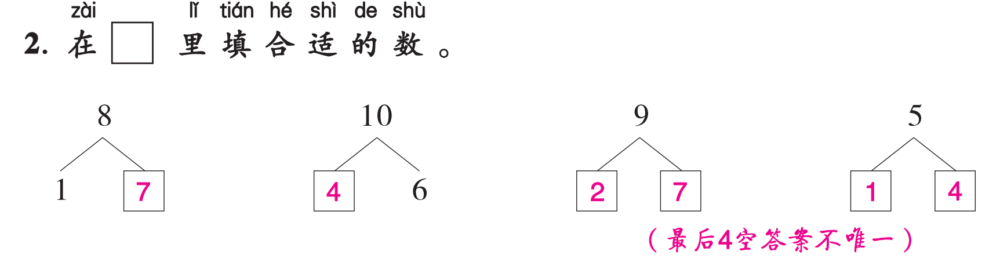 zài lǐ tián hé shì de shù
2. 在 □ 里填合适的数。
8 10 9 5
1 7 4 6 2 7 1 4
（最后4空答案不唯一）